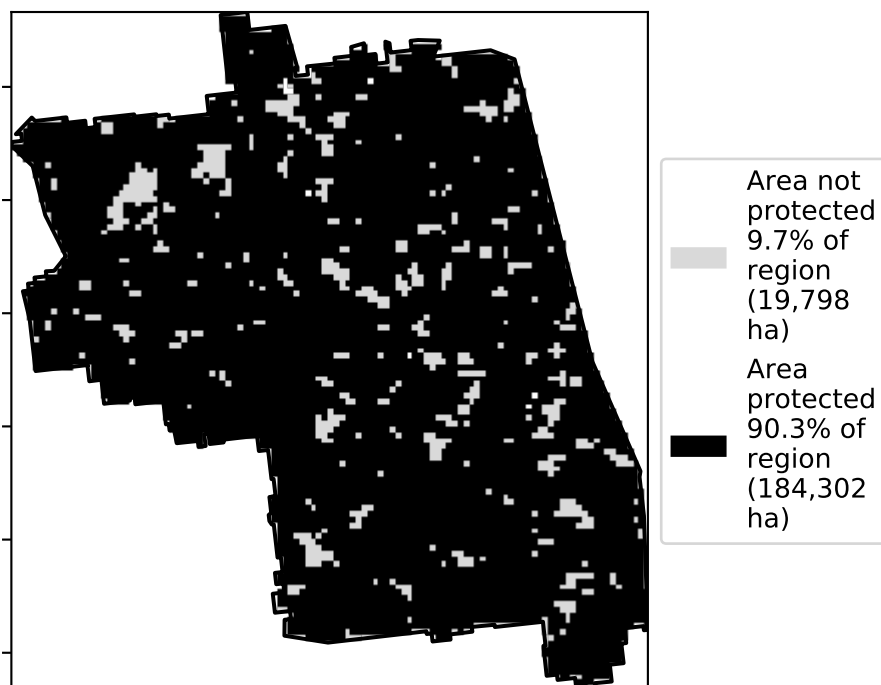 Area not
protected
9.7% of
region
(19,798
ha)
Area
protected
90.3% of
region
(184,302
ha)